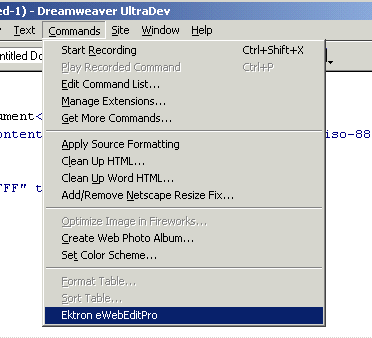 ed-1) - Dreamweaver UltraDev
Text Commands Site Window Help
Start Recording Ctrl+Shift+X
ntitled Do
Play Recorded Command Ctrl+P
Edit Command List...
Manage Extensions...
Get More Commands...
ument<
ontent iso-88
Apply Source Formatting
Clean Up HTML...
Clean Up Word HTML...
FFF" t
Add/Remove Netscape Resize Fix...
Optimize Image in Fireworks...
Create Web Photo Album...
Set Color Scheme...
Format Table...
Sort Table...
Ektron eWebEditPro